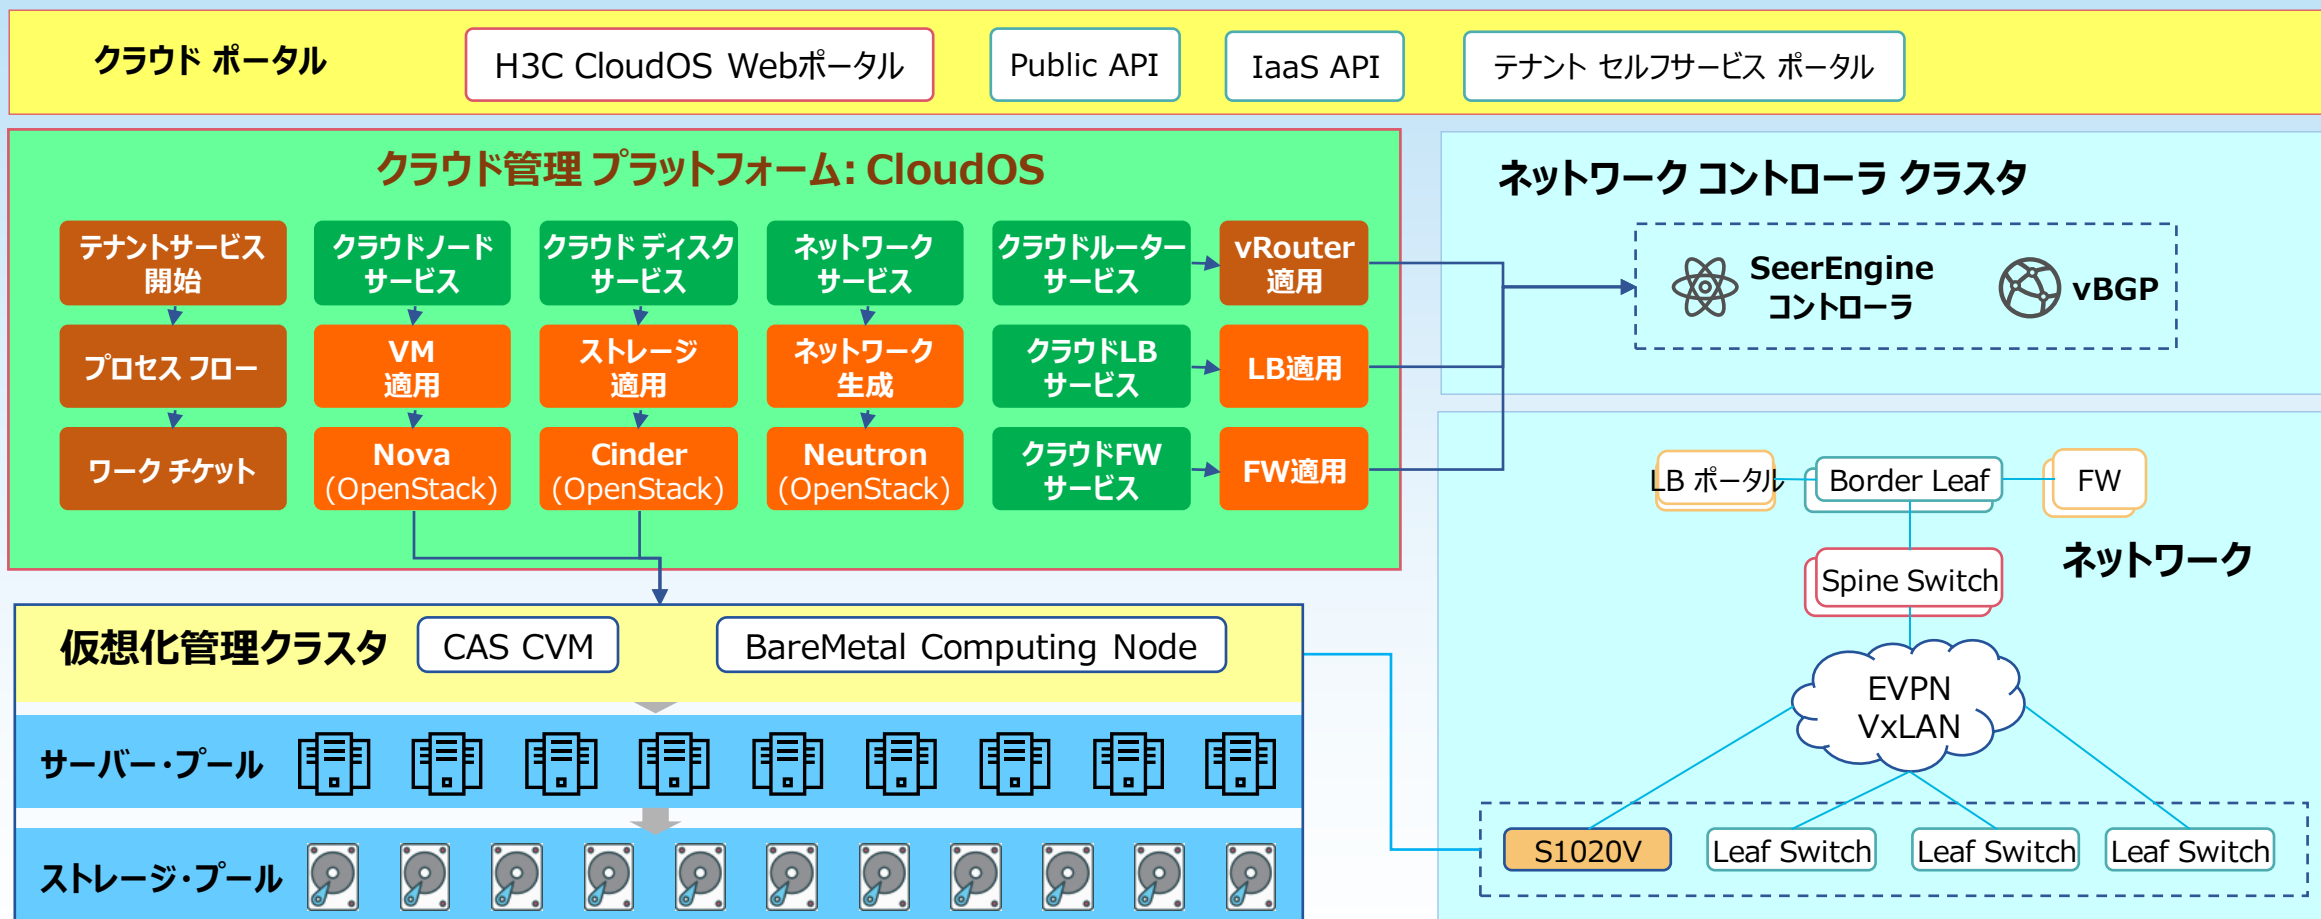 クラウド ポータル
H3C CloudOS Webポータル
Public API
IaaS API
テナント セルフサービス ポータル
クラウド管理 プラットフォーム: CloudOS
テナントサービス
開始
プロセス フロー
ワーク チケット
クラウドノード
サービス
VM
適用
Nova
(OpenStack)
クラウド ディスク
サービス
ストレージ
適用
Cinder
(OpenStack)
ネットワーク
サービス
ネットワーク
生成
Neutron
(OpenStack)
クラウドルーター
サービス
vRouter
適用
クラウドLB
サービス
LB適用
クラウドFW
サービス
FW適用
ネットワーク コントローラ クラスタ
SeerEngine
コントローラ
vBGP
LB ポータル
Border Leaf
FW
ネットワーク
Spine Switch
EVPN
VxLAN
S1020V
Leaf Switch
Leaf Switch
Leaf Switch
仮想化管理クラスタ
CAS CVM
BareMetal Computing Node
サーバー・プール
ストレージ・プール